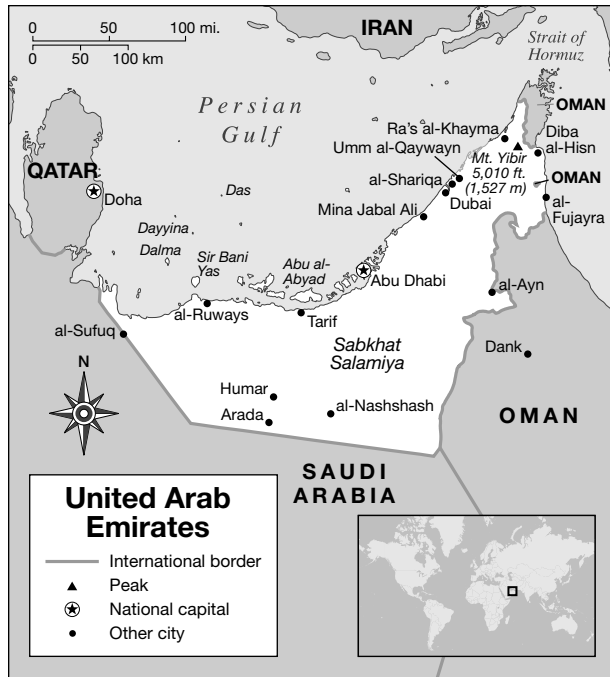 0 50 100 mi.
0 50 100 km
IRAN
Strait of
Hormuz
Persian
Gulf
OMAN
Ra's al-Khayma
Diba
al-Hisn
Umm al-Qaywayn
Mt. Yibir
5,010 ft.
(1,527 m)
QATAR
Doha
Das
al-Shariqa
OMAN
Dubai
al-
Fujayra
Mina Jabal Ali
Dayyina
Dalma
Sir Bani
Yas
Abu al-
Abyad
Abu Dhabi
al-Ayn
al-Ruways
Tarif
al-Sufuq
Sabkhat
Salamiya
Dank
N
Humar
Arada
al-Nashshash
OMAN
SAUDI
ARABIA
United Arab
Emirates
International border
Peak
National capital
Other city